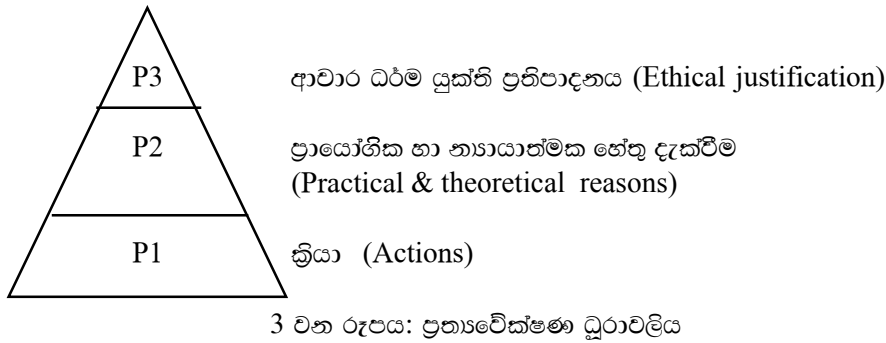 P3 ආචාර ධර්ම යුක්ති ප්‍රතිපාදනය (Ethical justification)
P2 ප්‍රායෝගික හා න්‍යායාත්මක හේතු දැක්වීම
(Practical & theoretical reasons)
P1 ක්‍රියා (Actions)
3 වන රූපය: ප්‍රත්‍යවේක්ෂණ ධූරාවලිය